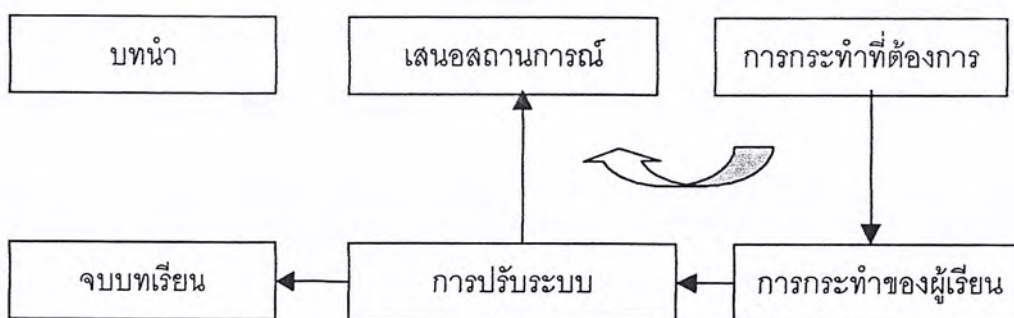 บทนำ
เสนอสถานการณ์
การกระทำที่ต้องการ
จบบทเรียน
การปรับระบบ
การกระทำของผู้เรียน